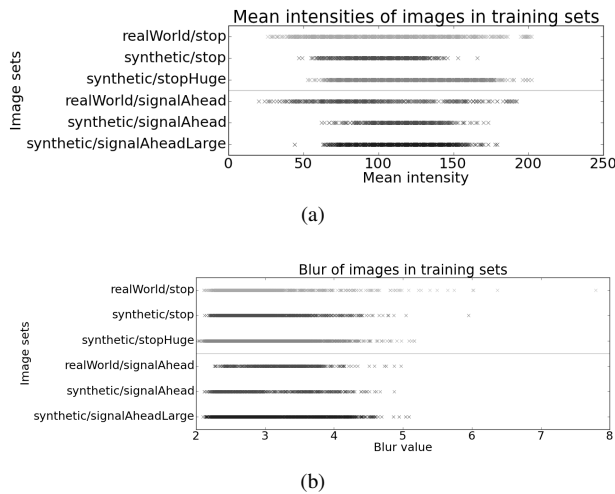 Mean intensities of images in training sets
Image sets
realWorld/stop
synthetic/stop
synthetic/stopHuge
realWorld/signalAhead
synthetic/signalAhead
synthetic/signalAheadLarge
0 50 100 150 200 250
Mean intensity
(a)
Blur of images in training sets
Image sets
realWorld/stop
synthetic/stop
synthetic/stopHuge
realWorld/signalAhead
synthetic/signalAhead
synthetic/signalAheadLarge
2 3 4 5 6 7 8
Blur value
(b)